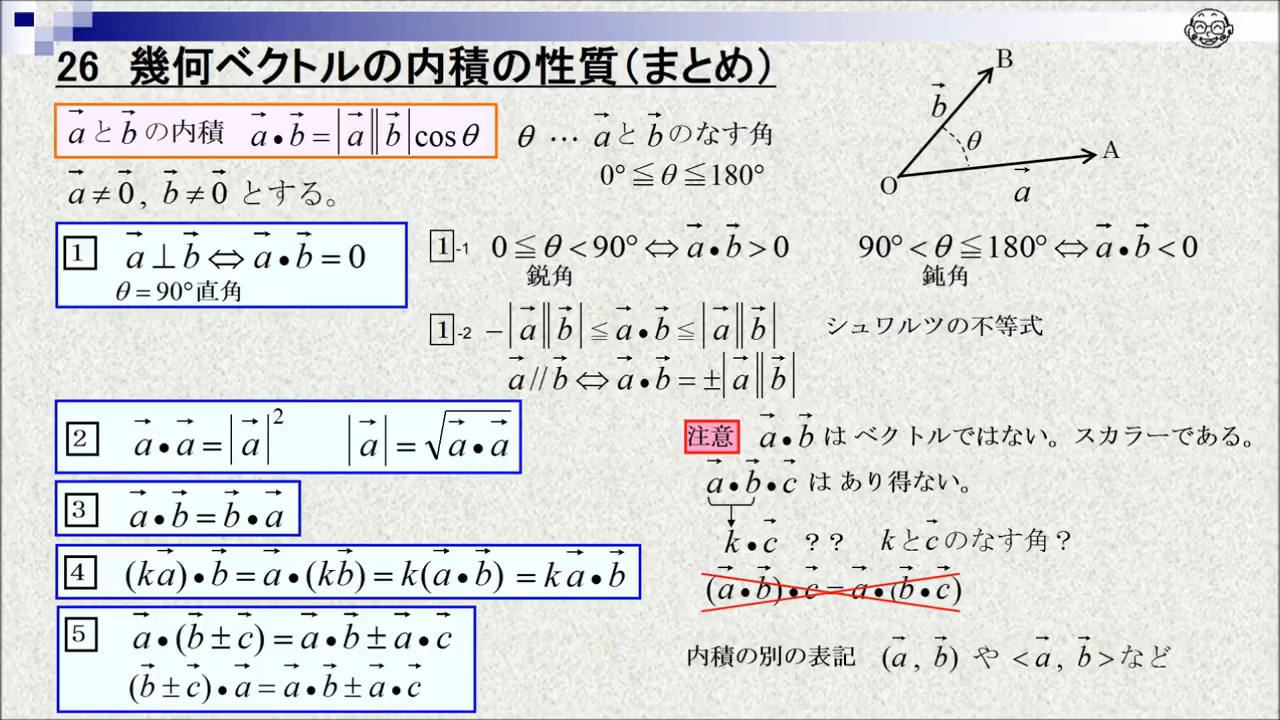 26 幾何ベクトルの内積の性質(まとめ)
a⃗とb⃗の内積 a⃗•b⃗=|a⃗||b⃗|cosθ
θ … a⃗とb⃗のなす角
0°≦θ≦180°
B
b⃗
θ
A
O
a⃗
a⃗≠0⃗, b⃗≠0⃗ とする。
1 a⃗⊥b⃗⇔a⃗•b⃗=0
θ=90°直角
1-1 0≦θ<90°⇔a⃗•b⃗>0 90°<θ≦180°⇔a⃗•b⃗<0
鋭角 鈍角
1-2 −|a⃗||b⃗|≦a⃗•b⃗≦|a⃗||b⃗| シュワルツの不等式
a⃗//b⃗⇔a⃗•b⃗=±|a⃗||b⃗|
2 a⃗•a⃗=|a⃗|² |a⃗|=√(a⃗•a⃗)
3 a⃗•b⃗=b⃗•a⃗
4 (ka⃗)•b⃗=a⃗•(kb⃗)=k(a⃗•b⃗)=ka⃗•b⃗
5 a⃗•(b⃗±c⃗)=a⃗•b⃗±a⃗•c⃗
(b⃗±c⃗)•a⃗=a⃗•b⃗±a⃗•c⃗
注意 a⃗•b⃗ は ベクトルではない。スカラーである。
a⃗•b⃗•c⃗ は あり得ない。
k•c⃗ ？？ kとc⃗のなす角？
(a⃗•b⃗)•c⃗=a⃗•(b⃗•c⃗)
内積の別の表記 (a⃗, b⃗) や <a⃗, b⃗>など